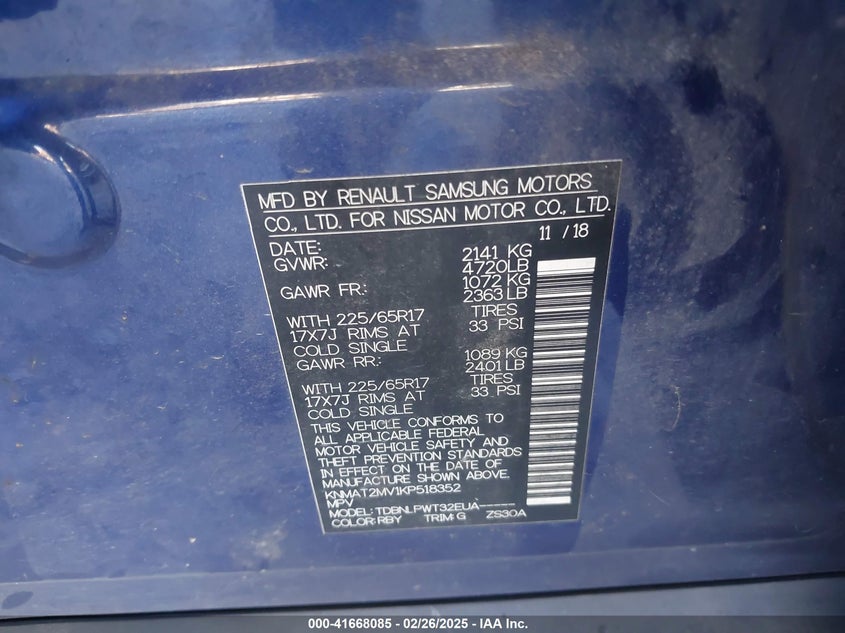 MFD BY RENAULT SAMSUNG MOTORS
CO., LTD. FOR NISSAN MOTOR CO., LTD.
DATE: 11 / 18
GVWR: 2141 KG
4720LB
GAWR FR: 1072 KG
2363LB
WITH 225/65R17 TIRES
17X7J RIMS AT 33 PSI
COLD SINGLE
GAWR RR: 1089 KG
2401LB
WITH 225/65R17 TIRES
17X7J RIMS AT 33 PSI
COLD SINGLE
THIS VEHICLE CONFORMS TO
ALL APPLICABLE FEDERAL
MOTOR VEHICLE SAFETY AND
THEFT PREVENTION STANDARDS
IN EFFECT ON THE DATE OF
MANUFACTURE SHOWN ABOVE.
KNMAT2MV1KP518352
MPV
MODEL: TDBNLPWT32EUA-----
COLOR:RBY TRIM:G ZS30A
000-41668085 - 02/26/2025 - IAA Inc.